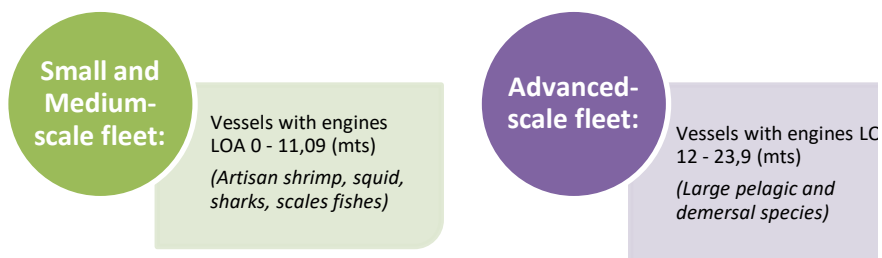 Small and
Medium-
scale fleet:
Vessels with engines
LOA 0 - 11,09 (mts)
(Artisan shrimp, squid,
sharks, scales fishes)
Advanced-
scale fleet:
Vessels with engines
12 - 23,9 (mts)
(Large pelagic and
demersal species)